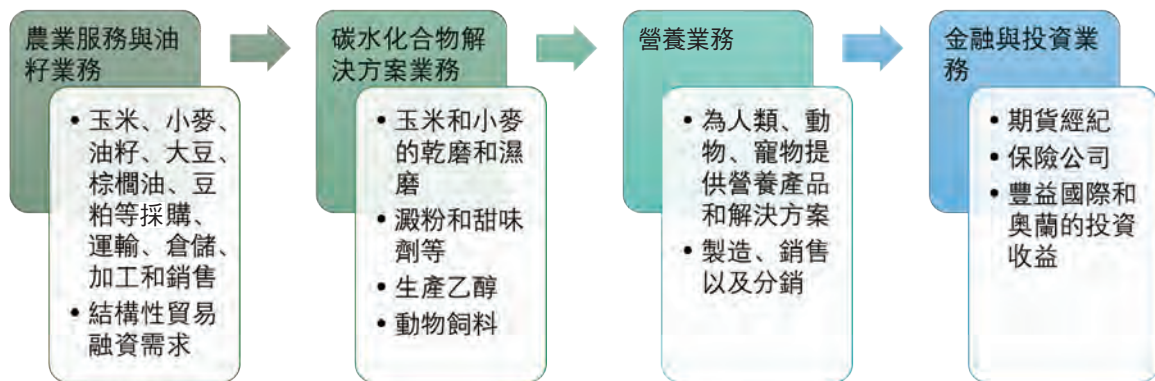 農業服務與油
籽業務
• 玉米、小麥、
油籽、大豆、
棕櫚油、豆
粕等採購、
運輸、倉儲、
加工和銷售
• 結構性貿易
融資需求
碳水化合物解
決方案業務
• 玉米和小麥
的乾磨和濕
磨
• 澱粉和甜味
劑等
• 生產乙醇
• 動物飼料
營養業務
• 為人類、動
物、寵物提
供營養產品
和解決方案
• 製造、銷售
以及分銷
金融與投資業
務
• 期貨經紀
• 保險公司
• 豐益國際和
奧蘭的投資
收益